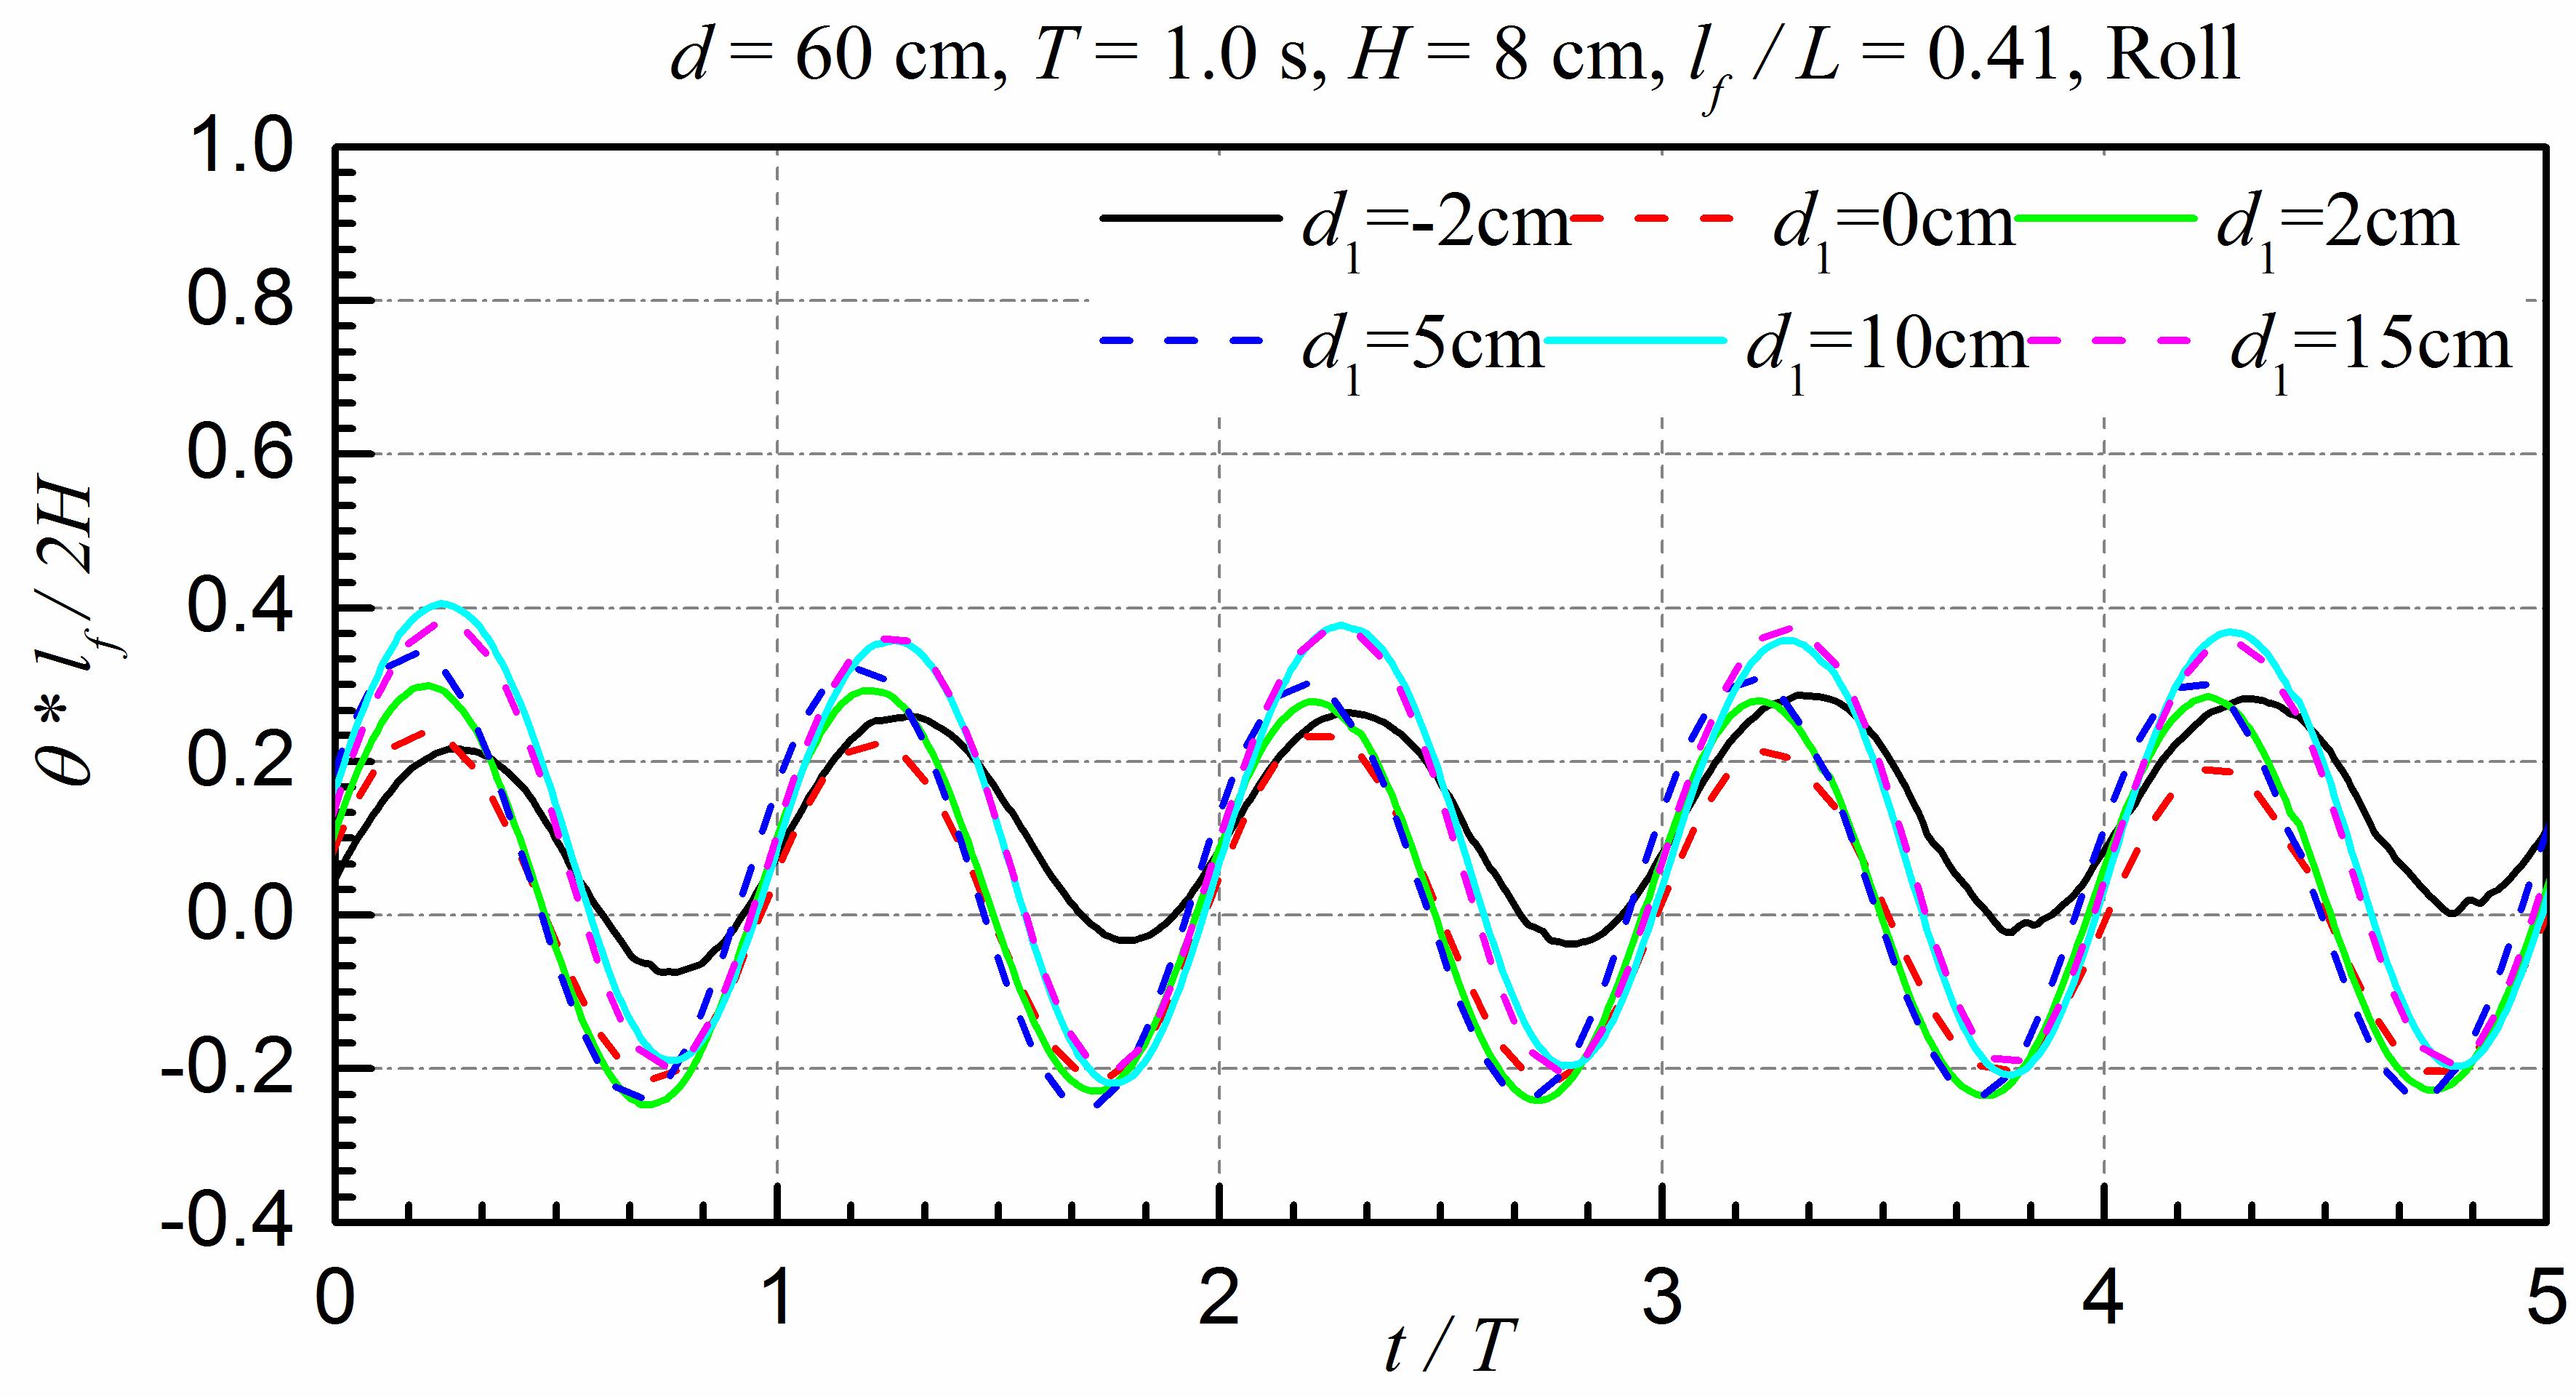 d = 60 cm, T = 1.0 s, H = 8 cm, l_f / L = 0.41, Roll
1.0
0.8
0.6
0.4
0.2
0.0
-0.2
-0.4
θ * l_f / 2H
d_1=-2cm d_1=0cm d_1=2cm
d_1=5cm d_1=10cm d_1=15cm
0 1 2 3 4 5
t / T